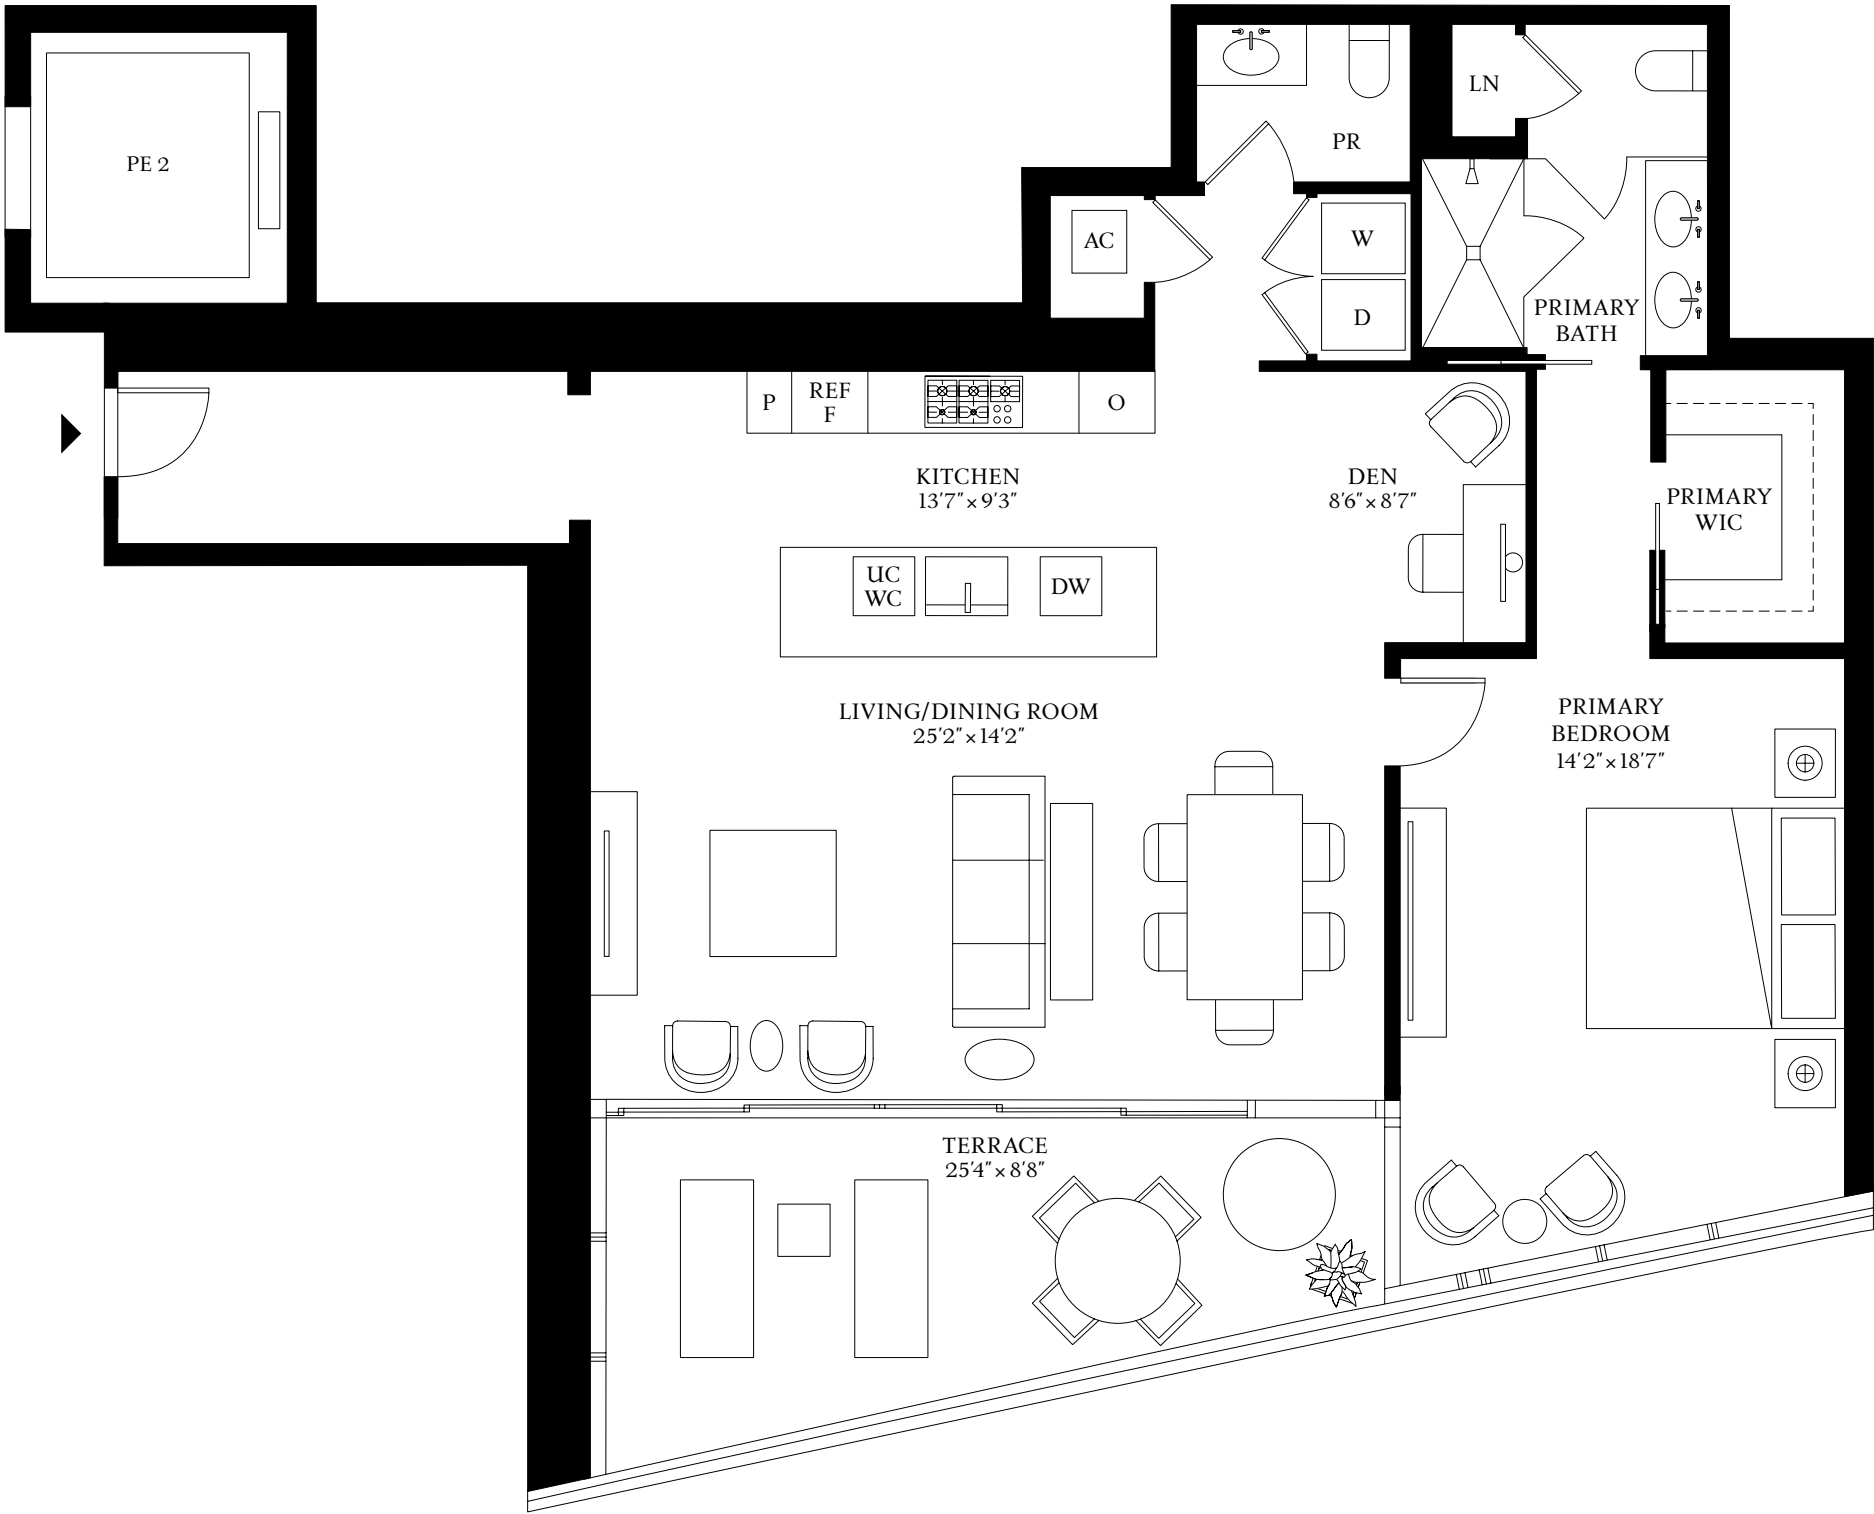 PE 2
LN
PR
AC
W
D
PRIMARY
BATH
P
REF
F
O
KITCHEN
13'7"×9'3"
DEN
8'6"×8'7"
PRIMARY
WIC
UC
WC
DW
LIVING/DINING ROOM
25'2"×14'2"
PRIMARY
BEDROOM
14'2"×18'7"
TERRACE
25'4"×8'8"